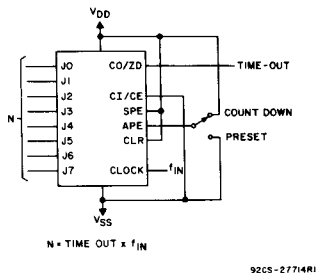 VDD
J0
J1
J2
J3
J4
J5
J6
J7
N
CO/ZD
CI/CE
SPE
APE
CLR
CLOCK
fIN
TIME-OUT
COUNT DOWN
PRESET
VSS
N = TIME OUT x fIN
92CS-27714R1